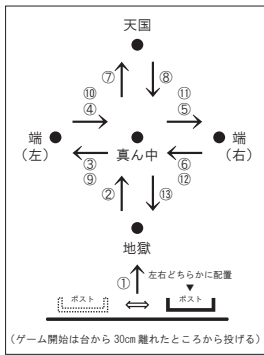 天国
⑦ ⑧
⑩ ⑪
④ ⑤
端（左） 真ん中 端（右）
③ ⑥
⑨ ⑫
② ⑬
地獄
①
左右どちらかに配置
▼
ポスト ⇔ ポスト
（ゲーム開始は台から30cm離れたところから投げる）